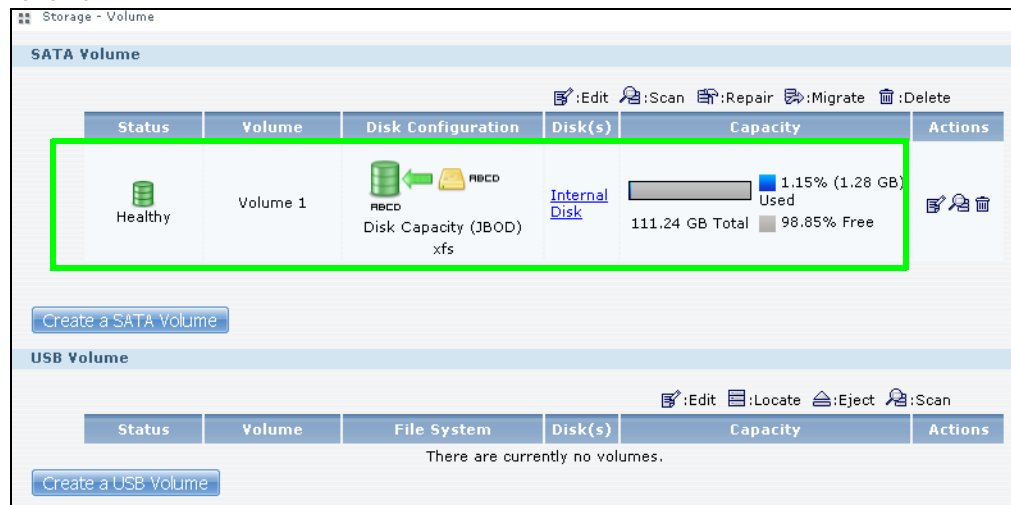 Storage - Volume
SATA Volume
:Edit :Scan :Repair :Migrate :Delete
Status Volume Disk Configuration Disk(s) Capacity Actions
Healthy
Volume 1
ABCD
ABCD
Disk Capacity (JBOD)
xfs
Internal
Disk
111.24 GB Total
1.15% (1.28 GB)
Used
98.85% Free
Create a SATA Volume
USB Volume
:Edit :Locate :Eject :Scan
Status Volume File System Disk(s) Capacity Actions
There are currently no volumes.
Create a USB Volume